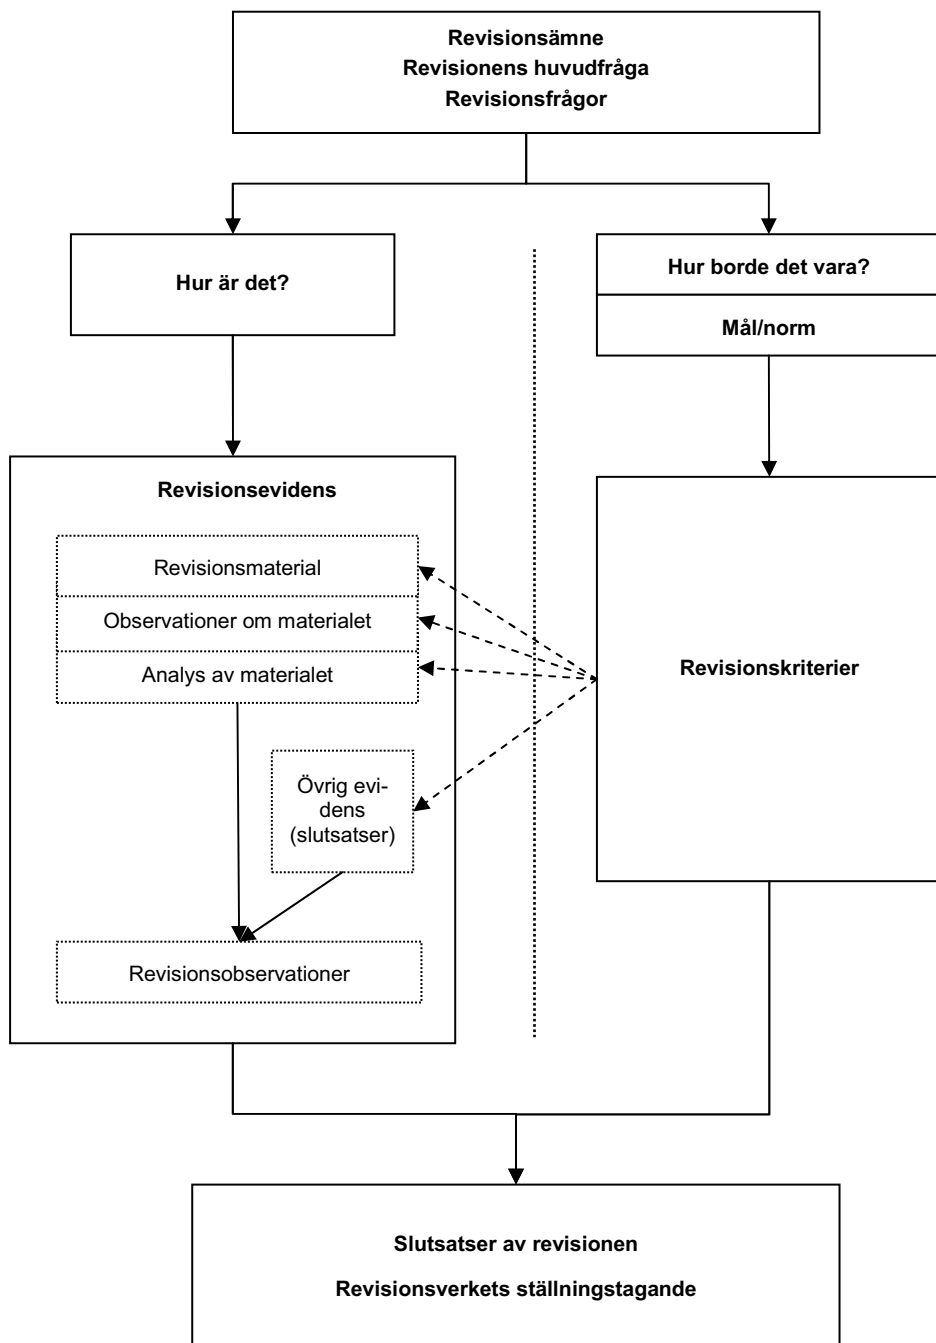 Revisionsämne
Revisionens huvudfråga
Revisionsfrågor
Hur är det?
Hur borde det vara?
Mål/norm
Revisionsevidens
Revisionsmaterial
Observationer om materialet
Analys av materialet
Övrig evi-
dens
(slutsatser)
Revisionsobservationer
Revisionskriterier
Slutsatser av revisionen
Revisionsverkets ställningstagande